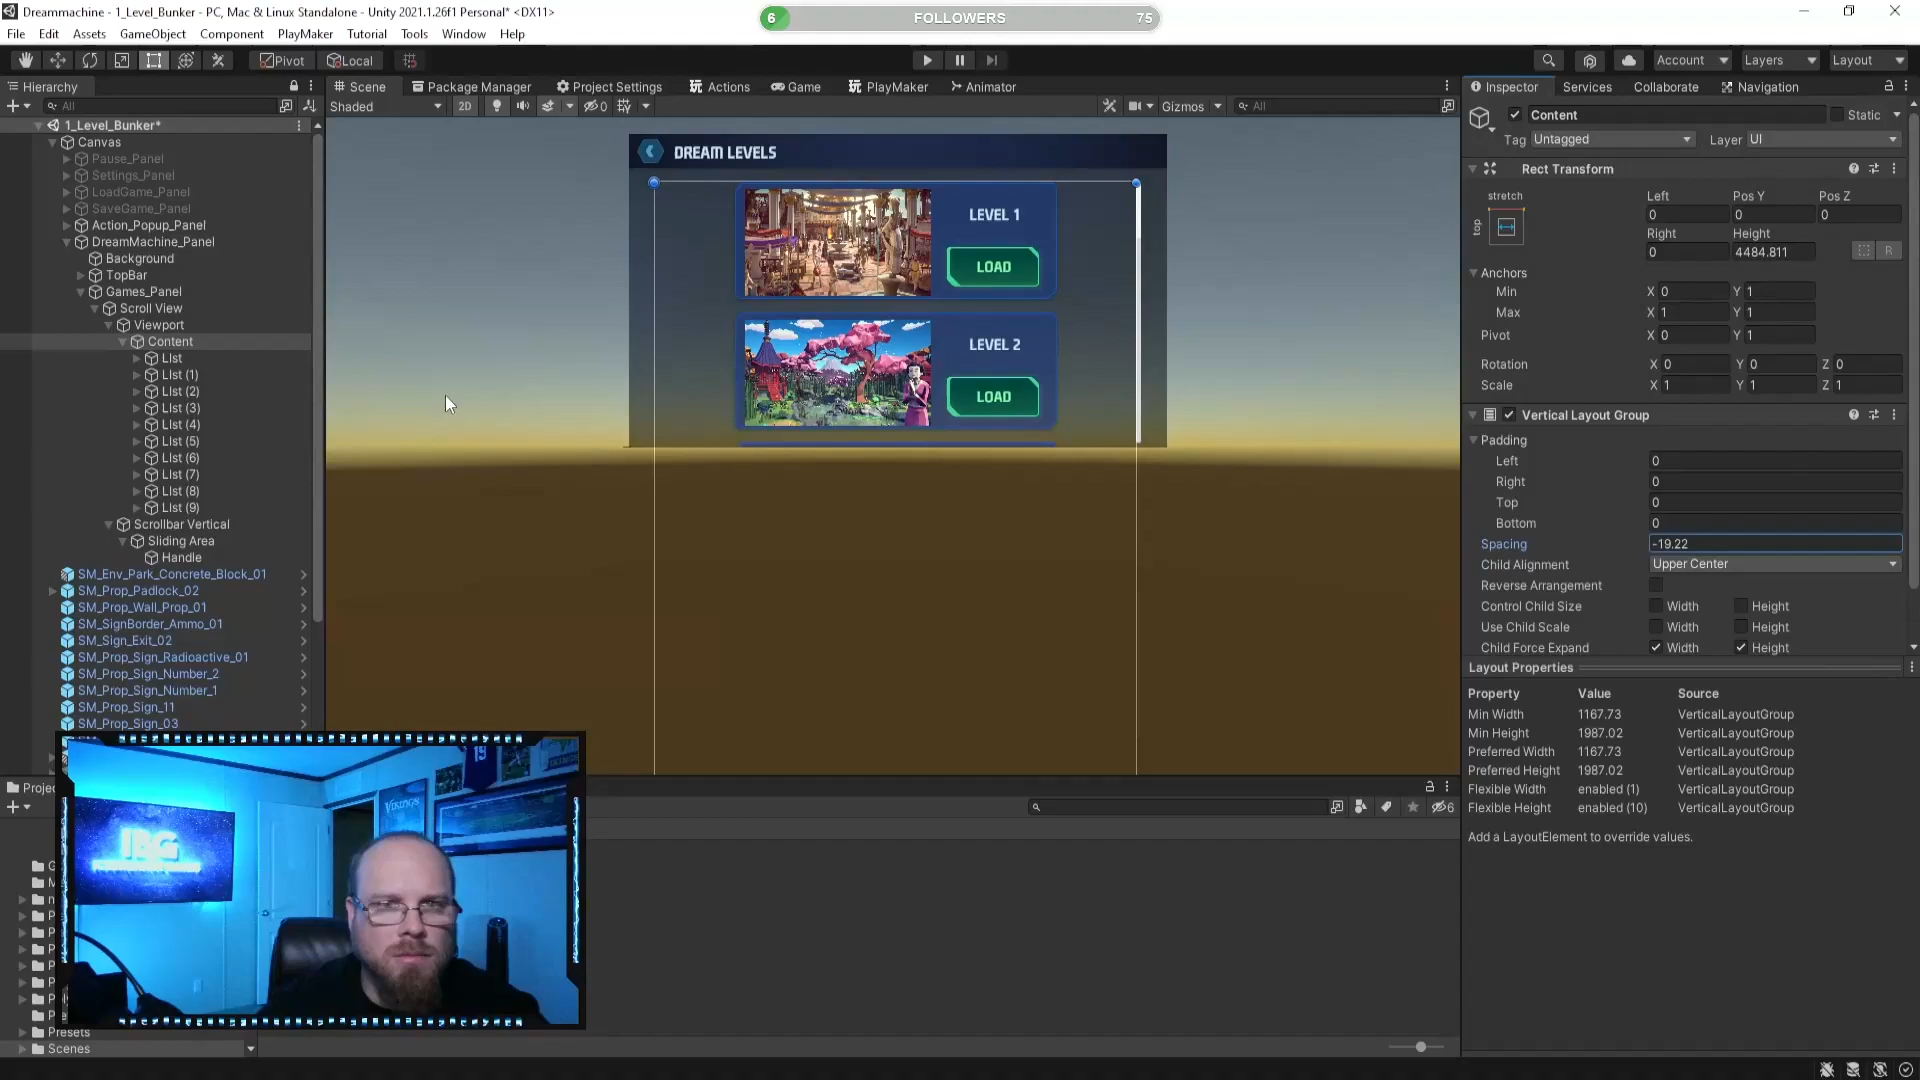 Dreammachine - 1_Level_Bunker - PC, Mac & Linux Standalone - Unity 2021.1.26f1 Personal* <DX11>
6 FOLLOWERS 75
File Edit Assets GameObject Component PlayMaker Tutorial Tools Window Help
Pivot Local
Account Layers Layout
Hierarchy
Scene Package Manager Project Settings Actions Game PlayMaker Animator
Inspector Services Collaborate Navigation
All
Shaded 2D 0 Gizmos All
1_Level_Bunker*
Canvas
Pause_Panel
Settings_Panel
LoadGame_Panel
SaveGame_Panel
Action_Popup_Panel
DreamMachine_Panel
Background
TopBar
Games_Panel
Scroll View
Viewport
Content
LIst
LIst (1)
LIst (2)
LIst (3)
LIst (4)
LIst (5)
LIst (6)
LIst (7)
LIst (8)
LIst (9)
Scrollbar Vertical
Sliding Area
Handle
SM_Env_Park_Concrete_Block_01
SM_Prop_Padlock_02
SM_Prop_Wall_Prop_01
SM_SignBorder_Ammo_01
SM_Sign_Exit_02
SM_Prop_Sign_Radioactive_01
SM_Prop_Sign_Number_2
SM_Prop_Sign_Number_1
SM_Prop_Sign_11
SM_Prop_Sign_03
DREAM LEVELS
LEVEL 1
LOAD
LEVEL 2
LOAD
Content Static
Tag Untagged Layer UI
Rect Transform
stretch Left Pos Y Pos Z
top 0 0 0
Right Height
0 4484.811 R
Anchors
Min X 0 Y 1
Max X 1 Y 1
Pivot X 0 Y 1
Rotation X 0 Y 0 Z 0
Scale X 1 Y 1 Z 1
Vertical Layout Group
Padding
Left 0
Right 0
Top 0
Bottom 0
Spacing -19.22
Child Alignment Upper Center
Reverse Arrangement
Control Child Size Width Height
Use Child Scale Width Height
Child Force Expand Width Height
Layout Properties
Property Value Source
Min Width 1167.73 VerticalLayoutGroup
Min Height 1987.02 VerticalLayoutGroup
Preferred Width 1167.73 VerticalLayoutGroup
Preferred Height 1987.02 VerticalLayoutGroup
Flexible Width enabled (1) VerticalLayoutGroup
Flexible Height enabled (10) VerticalLayoutGroup
Add a LayoutElement to override values.
6
19
VIKINGS
IRG
Presets
Scenes